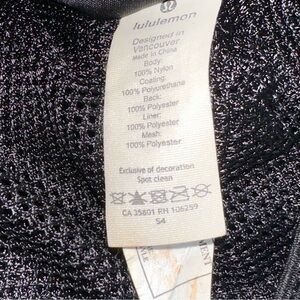 lululemon
Designed in
Vancouver
Made in China
Body:
100% Nylon
Coating:
100% Polyurethane
Back:
100% Polyester
Liner:
100% Polyester
Mesh:
100% Polyester
Exclusive of decoration
Spot clean
CA 35801 RN 106259
S4